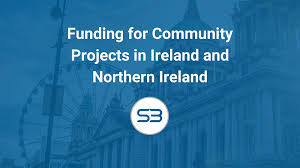 Funding for Community
Projects in Ireland and
Northern Ireland
SB